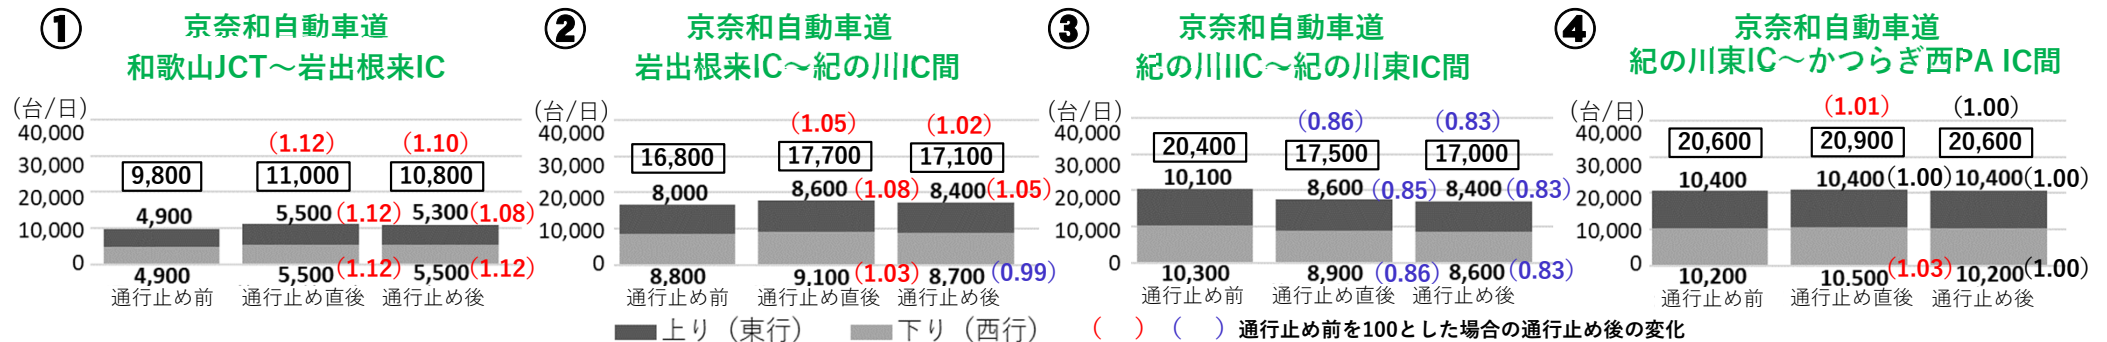 ①
京奈和自動車道
和歌山JCT～岩出根来IC
(台/日)
40,000
30,000
20,000
10,000
0
(1.12)
(1.10)
9,800
11,000
10,800
4,900
5,500(1.12)
5,300(1.08)
4,900
5,500(1.12)
5,500(1.12)
通行止め前
通行止め直後
通行止め後
②
京奈和自動車道
岩出根来IC～紀の川IC間
(台/日)
40,000
30,000
20,000
10,000
0
(1.05)
(1.02)
16,800
17,700
17,100
8,000
8,600(1.08)
8,400(1.05)
8,800
9,100(1.03)
8,700(0.99)
通行止め前
通行止め直後
通行止め後
③
京奈和自動車道
紀の川IIC～紀の川東IC間
(台/日)
40,000
30,000
20,000
10,000
0
(0.86)
(0.83)
20,400
17,500
17,000
10,100
8,600(0.85)
8,400(0.83)
10,300
8,900(0.86)
8,600(0.83)
通行止め前
通行止め直後
通行止め後
④
京奈和自動車道
紀の川東IC～かつらぎ西PA IC間
(台/日)
40,000
30,000
20,000
10,000
0
(1.01)
(1.00)
20,600
20,900
20,600
10,400
10,400(1.00)
10,400(1.00)
10,200
10,500(1.03)
10,200(1.00)
通行止め前
通行止め直後
通行止め後
上り（東行）
下り（西行）
（　）（　）通行止め前を100とした場合の通行止め後の変化